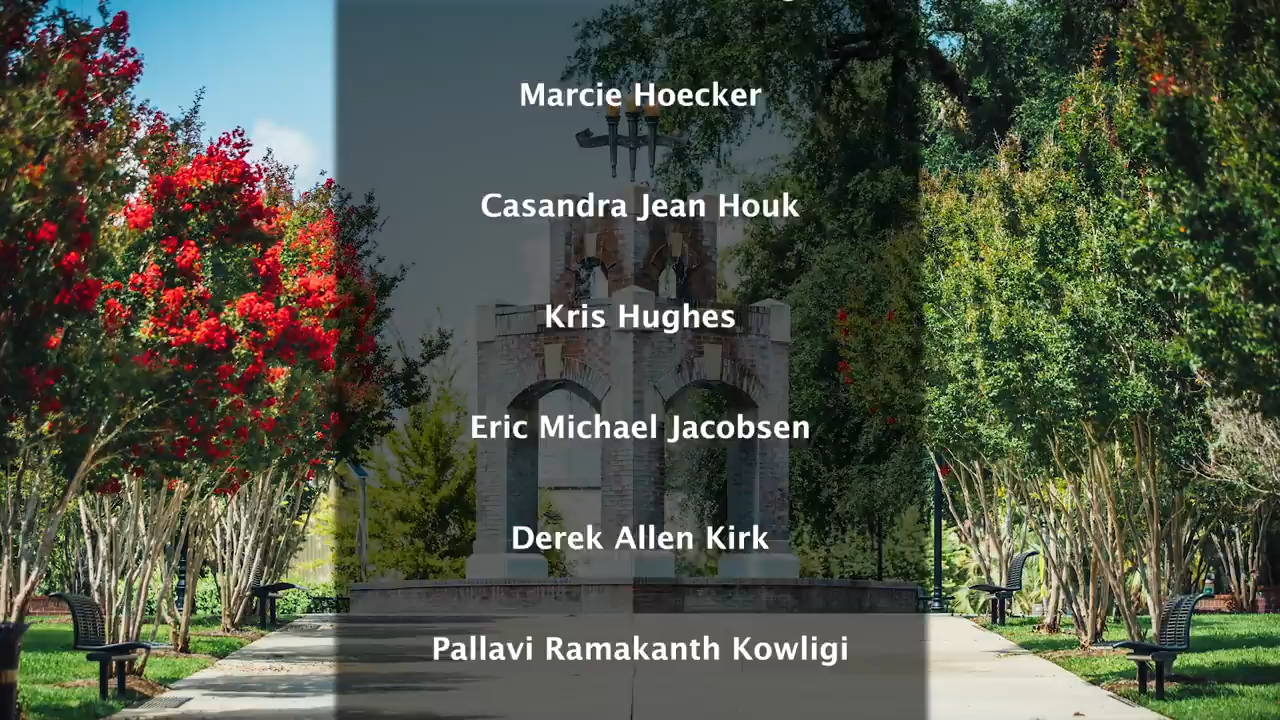 Marcie Hoecker
Casandra Jean Houk
Kris Hughes
Eric Michael Jacobsen
Derek Allen Kirk
Pallavi Ramakanth Kowligi